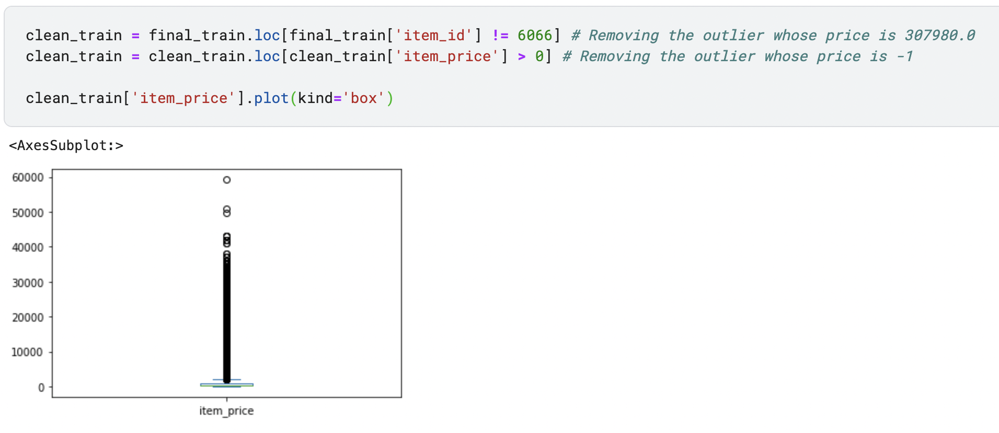 clean_train = final_train.loc[final_train['item_id'] != 6066] # Removing the outlier whose price is 307980.0
clean_train = clean_train.loc[clean_train['item_price'] > 0] # Removing the outlier whose price is -1
clean_train['item_price'].plot(kind='box')
<AxesSubplot:>
60000
50000
40000
30000
20000
10000
0
item_price